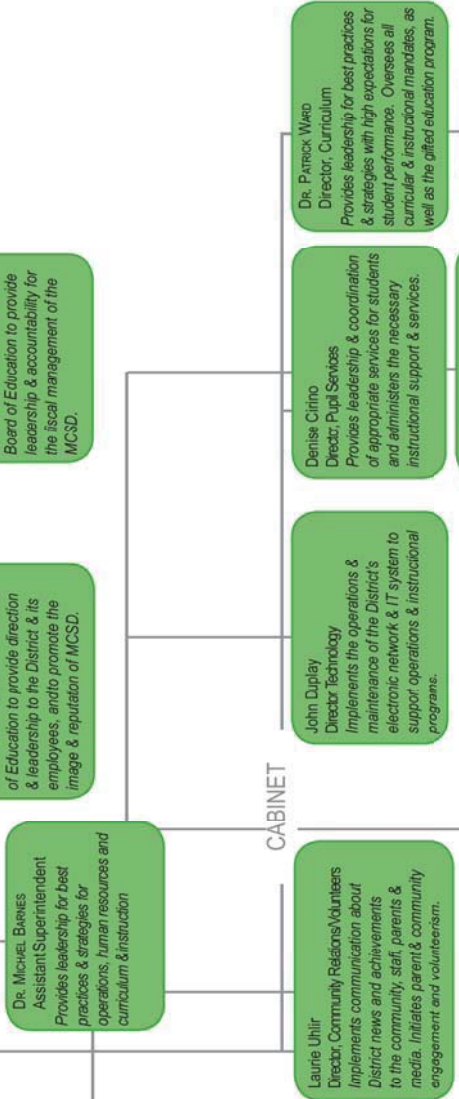 of Education to provide direction
& leadership to the District & its
employees, andto promote the
image & reputation of MCSD.
Board of Education to provide
leadership & accountability for
the fiscal management of the
MCSD.
DR. MICHEL BARNES
Assistant Superintendent
Provides leadership for best
practices & strategies for
operations, human resources and
curriculum & instruction
CABINET
Laurie Uhlir
Director, Community Relations/Volunteers
Implements communication about
District news and achievements
to the community, staff, parents &
media. Initiates parent & community
engagement and volunteerism.
John Duplay
Director Technology
Implements the operations &
maintenance of the District's
electronic network & IT system to
support operations & instructional
programs.
Denise Cirino
Director, Pupil Services
Provides leadership & coordination
of appropriate services for students
and administers the necessary
instructional support & services.
DR. PATRICK WARD
Director, Curriculum
Provides leadership for best practices
& strategies with high expectations for
student performance. Oversees all
curricular & instructional mandates, as
well as the gifted education program.